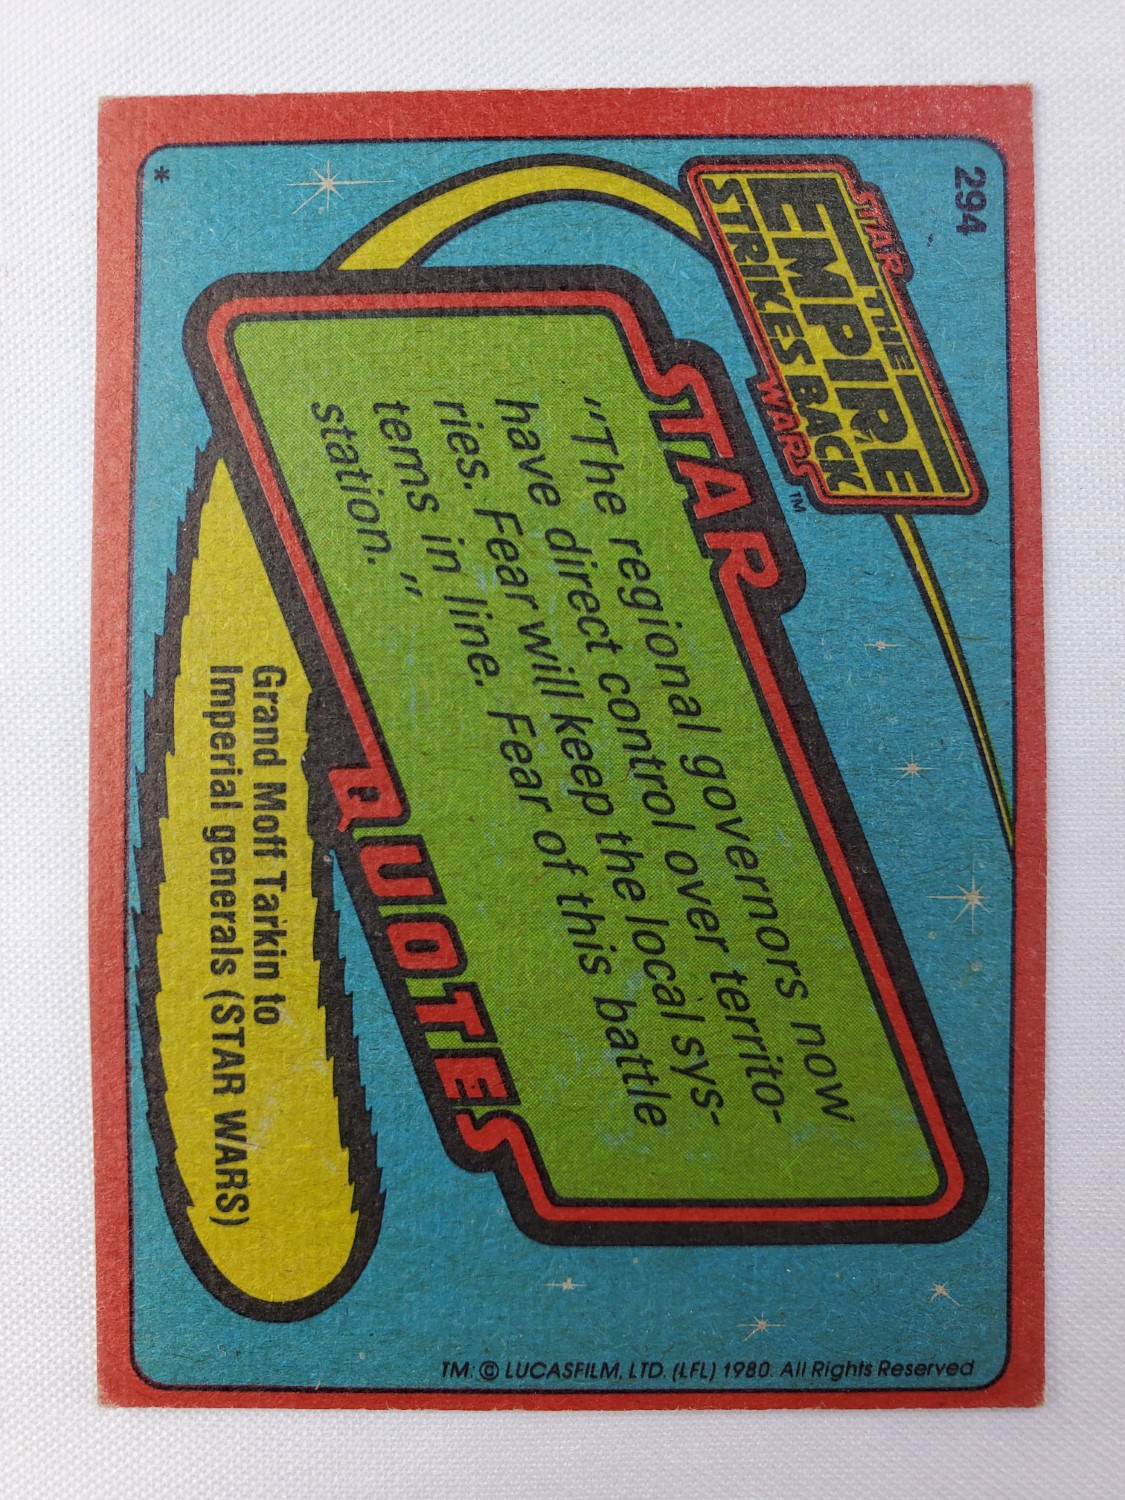 294
STAR
THE
EMPIRE
STRIKES BACK
WARS™
STAR
"The regional governors now
have direct control over territo-
ries. Fear will keep the local sys-
tems in line. Fear of this battle
station."
QUOTES
Grand Moff Tarkin to
Imperial generals (STAR WARS)
*
TM: © LUCASFILM, LTD. (LFL) 1980. All Rights Reserved